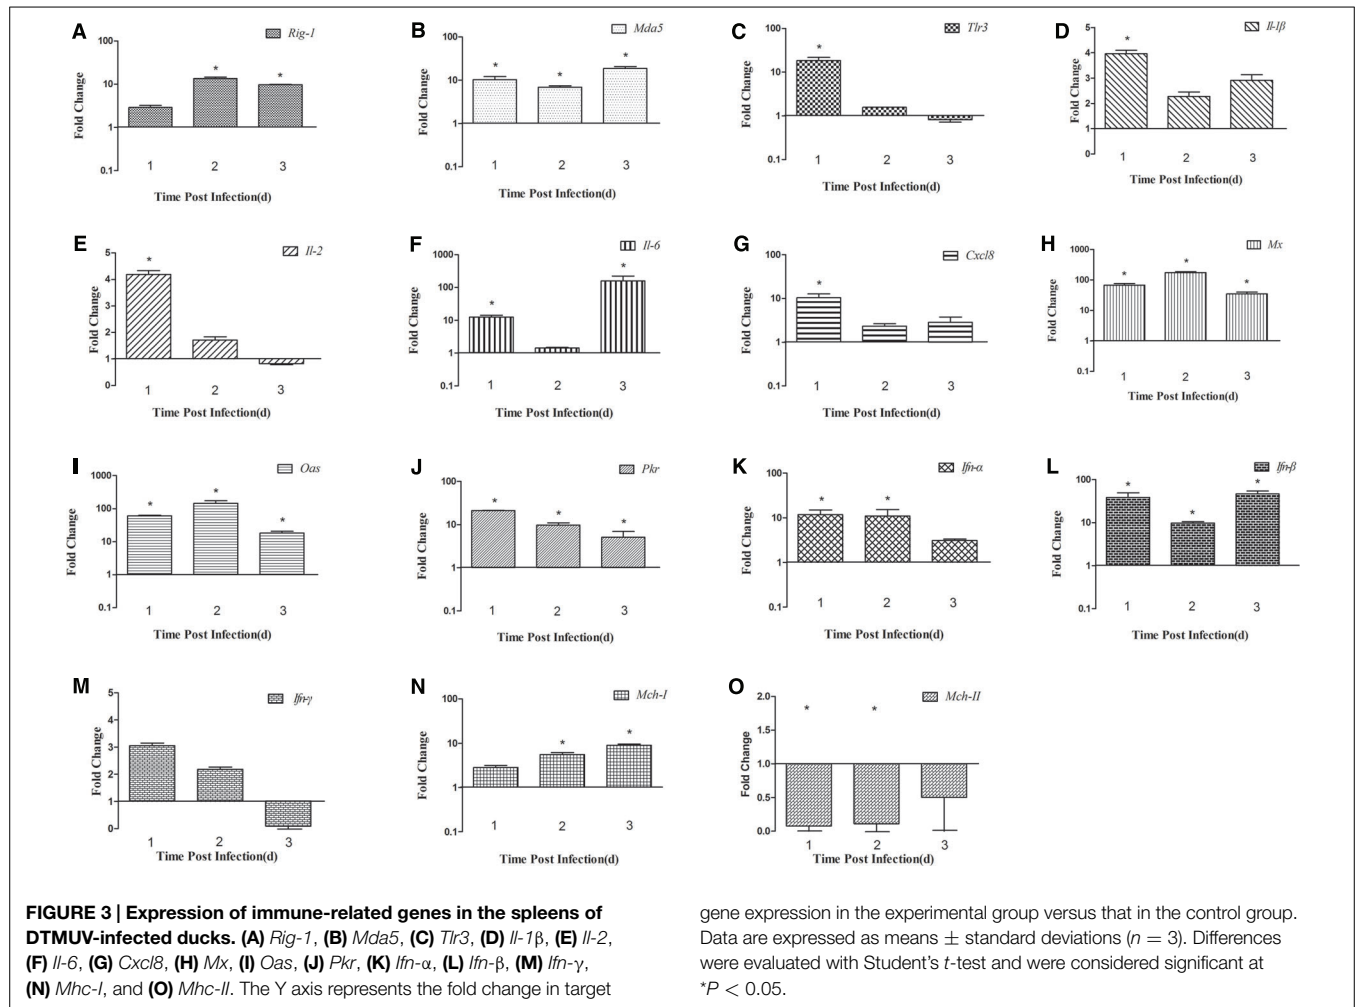 A
Rig-1
Fold Change
100
10
1
0.1
1 2 3
Time Post Infection(d)
B
Mda5
Fold Change
100
10
1
0.1
1 2 3
Time Post Infection(d)
C
Tlr3
Fold Change
100
10
1
0.1
1 2 3
Time Post Infection(d)
D
Il-1β
Fold Change
5
4
3
2
1
0
1 2 3
Time Post Infection(d)
E
Il-2
Fold Change
5
4
2
1
0
1 2 3
Time Post Infection(d)
F
Il-6
Fold Change
1000
100
10
1
0.1
1 2 3
Time Post Infection(d)
G
Cxcl8
Fold Change
100
10
1
0.1
1 2 3
Time Post Infection(d)
H
Mx
Fold Change
1000
100
10
1
0.1
1 2 3
Time Post Infection(d)
I
Oas
Fold Change
1000
100
10
1
0.1
1 2 3
Time Post Infection(d)
J
Pkr
Fold Change
100
10
1
0.1
1 2 3
Time Post Infection(d)
K
Ifn-α
Fold Change
100
10
1
0.1
1 2 3
Time Post Infection(d)
L
Ifn-β
Fold Change
100
10
1
0.1
1 2 3
Time Post Infection(d)
M
Ifn-γ
Fold Change
5
4
3
2
1
0
1 2 3
Time Post Infection(d)
N
Mch-I
Fold Change
100
10
1
0.1
1 2 3
Time Post Infection(d)
O
Mch-II
Fold Change
2.0
1.5
1.0
0.5
0.0
1 2 3
Time Post Infection(d)
FIGURE 3 | Expression of immune-related genes in the spleens of
DTMUV-infected ducks. (A) Rig-1, (B) Mda5, (C) Tlr3, (D) Il-1β, (E) Il-2,
(F) Il-6, (G) Cxcl8, (H) Mx, (I) Oas, (J) Pkr, (K) Ifn-α, (L) Ifn-β, (M) Ifn-γ,
(N) Mhc-I, and (O) Mhc-II. The Y axis represents the fold change in target
gene expression in the experimental group versus that in the control group.
Data are expressed as means ± standard deviations (n = 3). Differences
were evaluated with Student's t-test and were considered significant at
*P < 0.05.